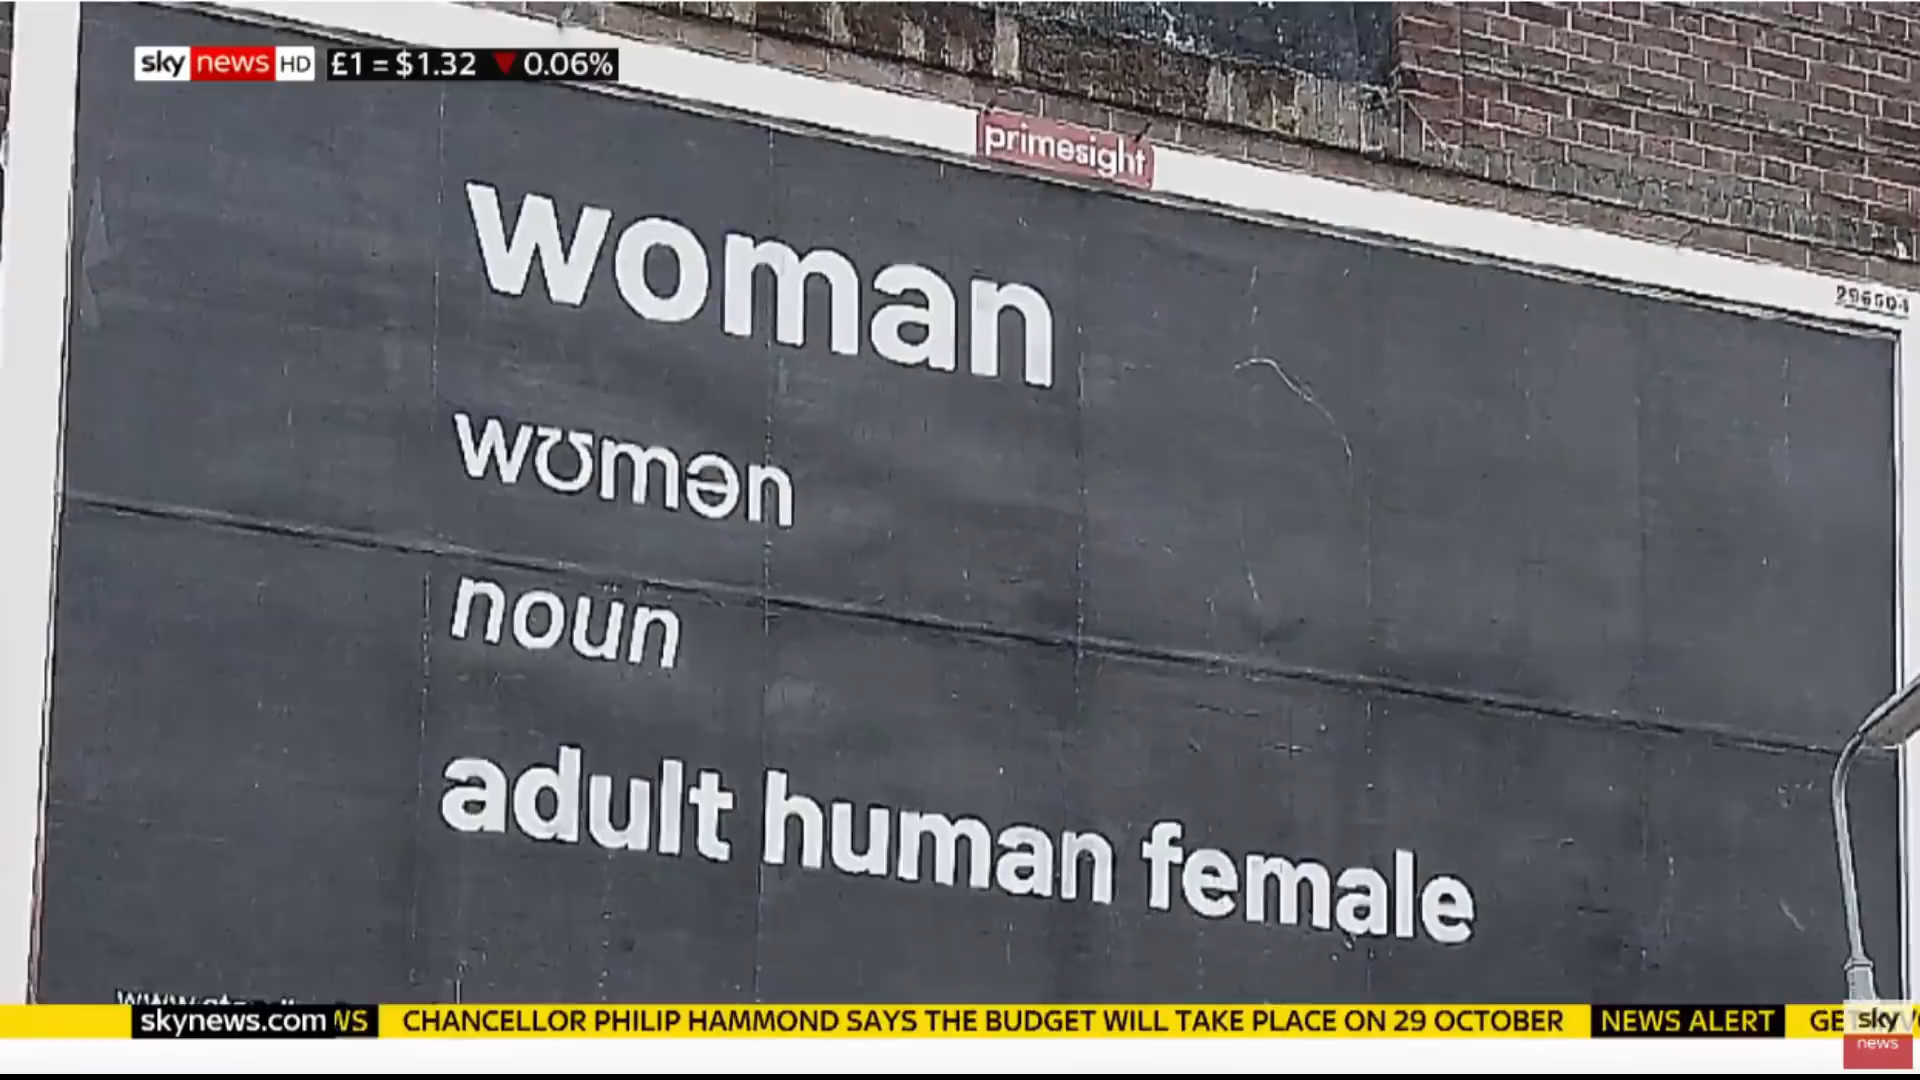 sky news HD £1 = $1.32 ▼ 0.06%
primesight
296504
woman
wʊmən
noun
adult human female
skynews.com
CHANCELLOR PHILIP HAMMOND SAYS THE BUDGET WILL TAKE PLACE ON 29 OCTOBER NEWS ALERT
sky
news